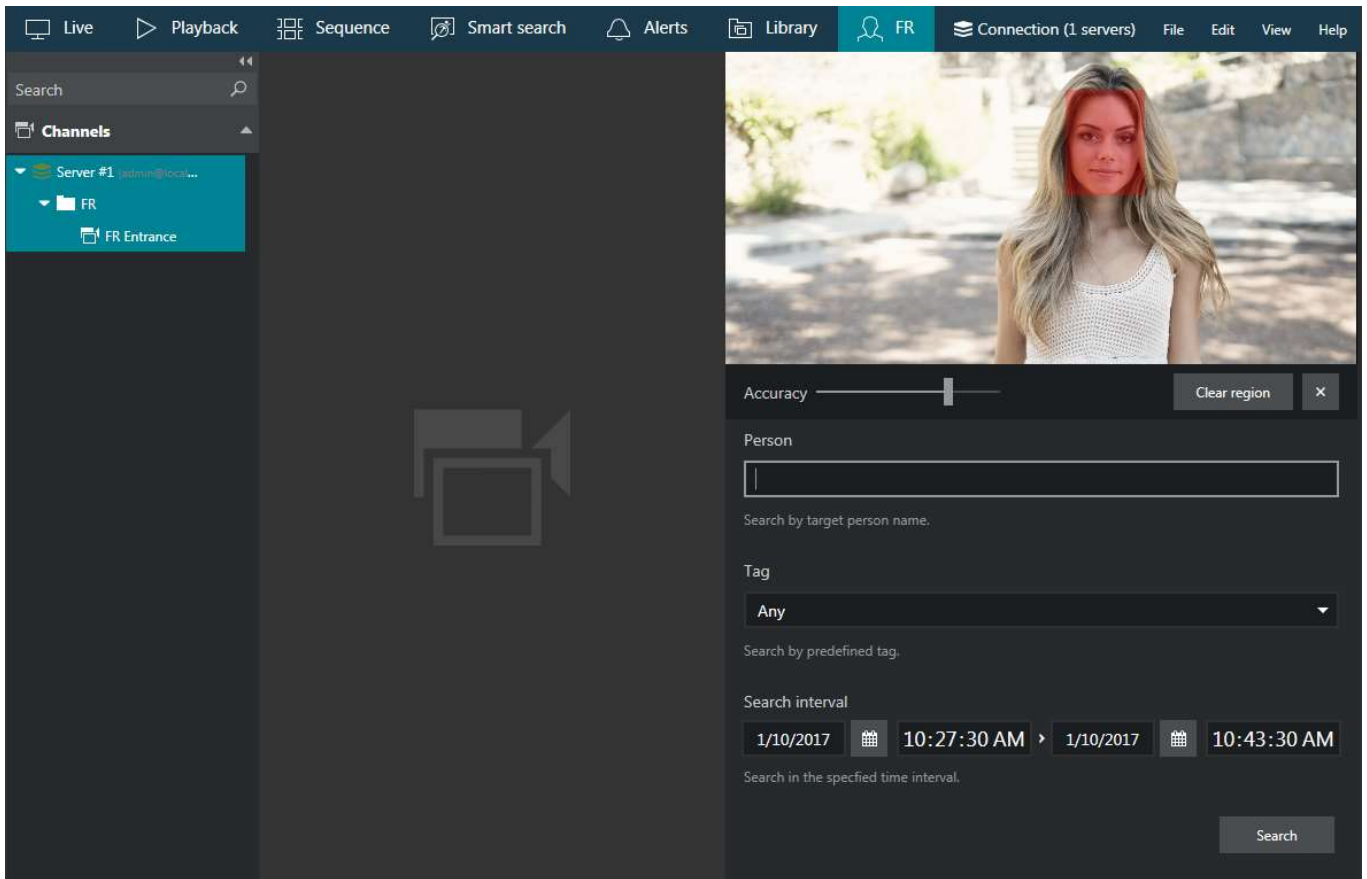 Live Playback Sequence Smart search Alerts Library FR Connection (1 servers) File Edit View Help
Search
Channels
Server #1 (admin@local...
FR
FR Entrance
Accuracy Clear region ×
Person
Search by target person name.
Tag
Any
Search by predefined tag.
Search interval
1/10/2017 10:27:30 AM › 1/10/2017 10:43:30 AM
Search in the specfied time interval.
Search